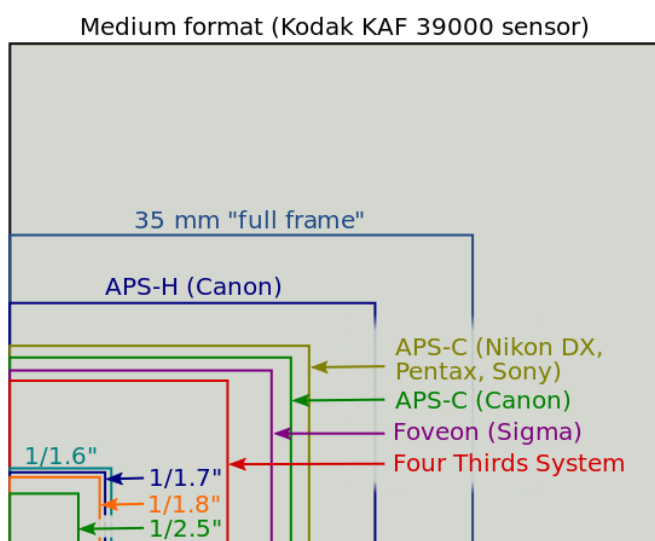 Medium format (Kodak KAF 39000 sensor)
35 mm "full frame"
APS-H (Canon)
APS-C (Nikon DX,
Pentax, Sony)
APS-C (Canon)
Foveon (Sigma)
Four Thirds System
1/1.6"
1/1.7"
1/1.8"
1/2.5"